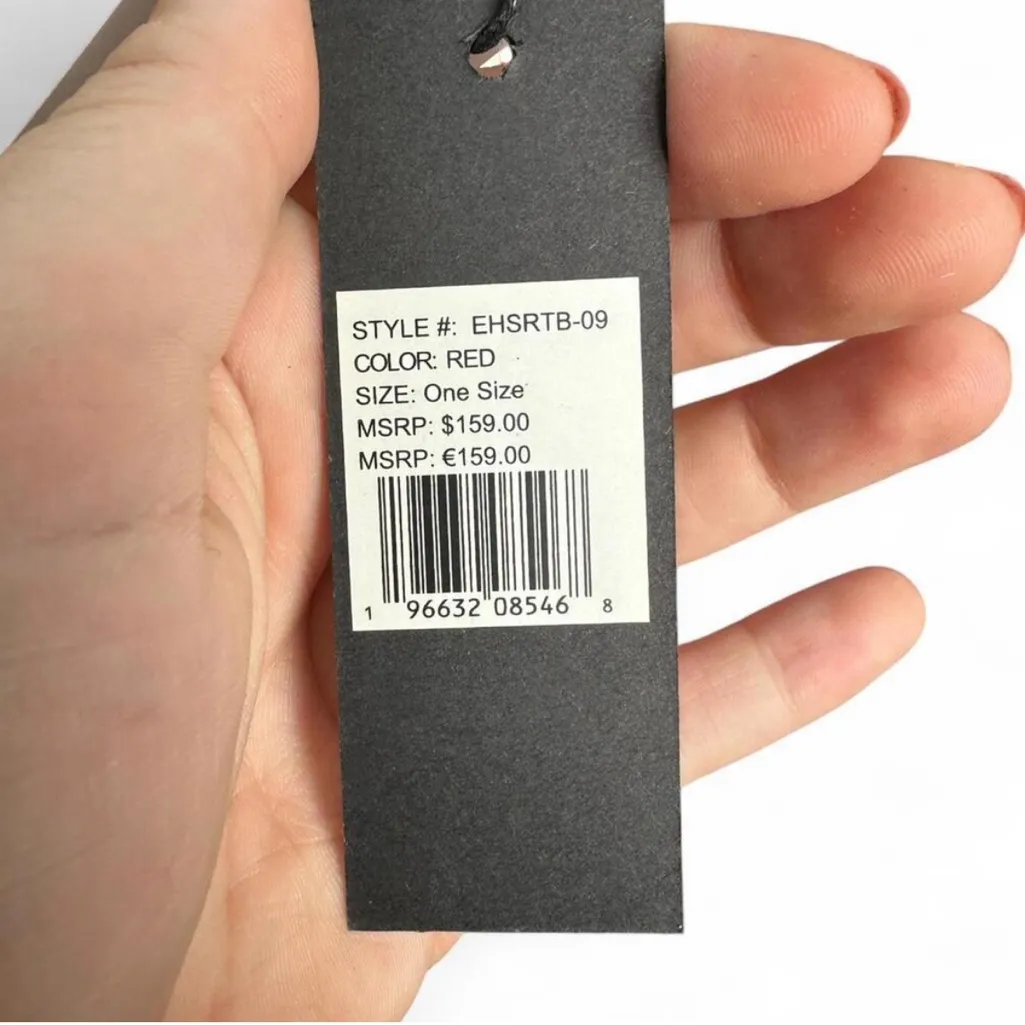 STYLE #: EHSRTB-09
COLOR: RED
SIZE: One Size
MSRP: $159.00
MSRP: €159.00
1 96632 08546 8